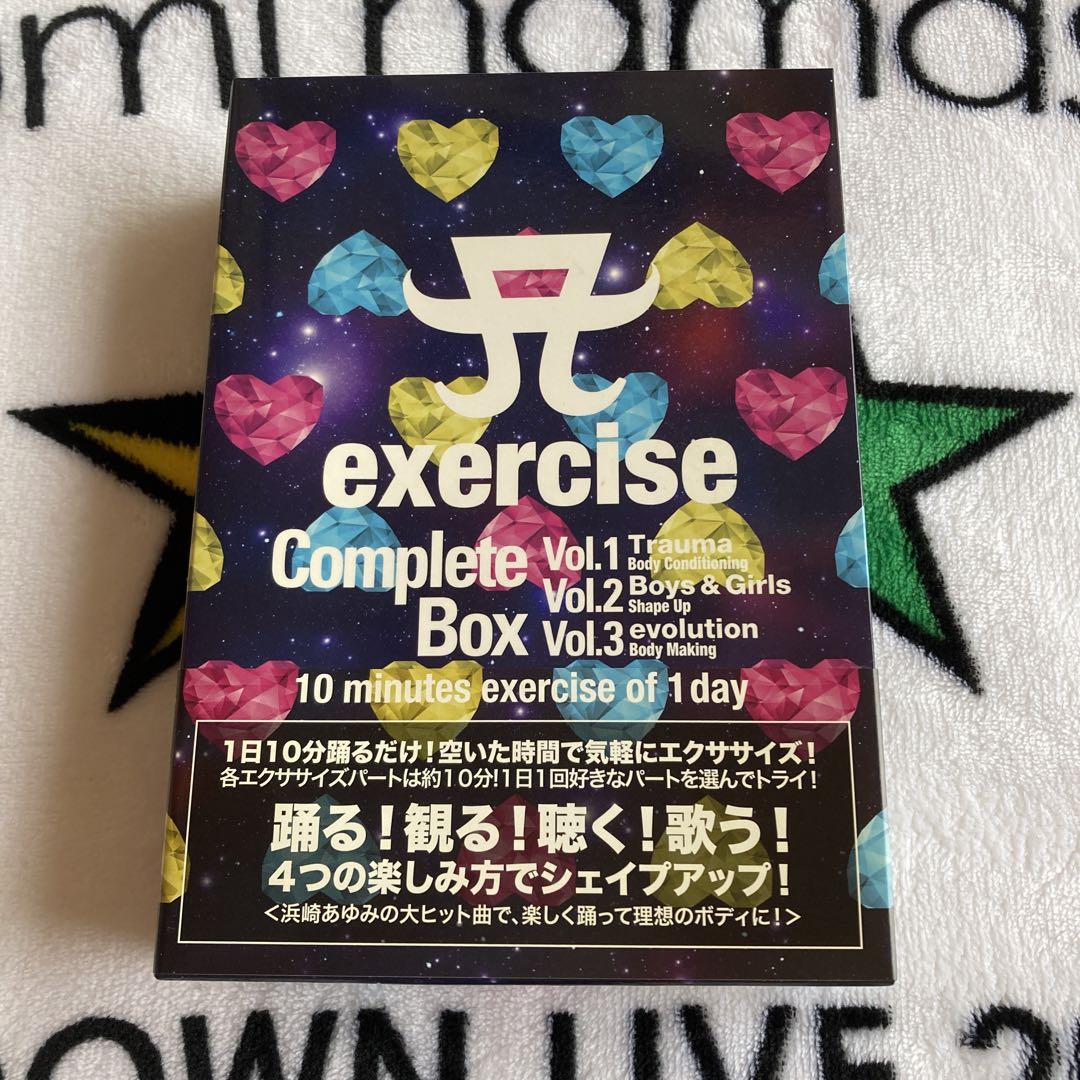 mi hamas
exercise
Complete Box
Vol.1 Trauma
Body Conditioning
Vol.2 Boys & Girls
Shape Up
Vol.3 evolution
Body Making
10 minutes exercise of 1 day
1日10分踊るだけ!空いた時間で気軽にエクササイズ!
各エクササイズパートは約10分!1日1回好きなパートを選んでトライ!
踊る!観る!聴く!歌う!
4つの楽しみ方でシェイプアップ!
<浜崎あゆみの大ヒット曲で、楽しく踊って理想のボディに!>
OWN LIVE 2